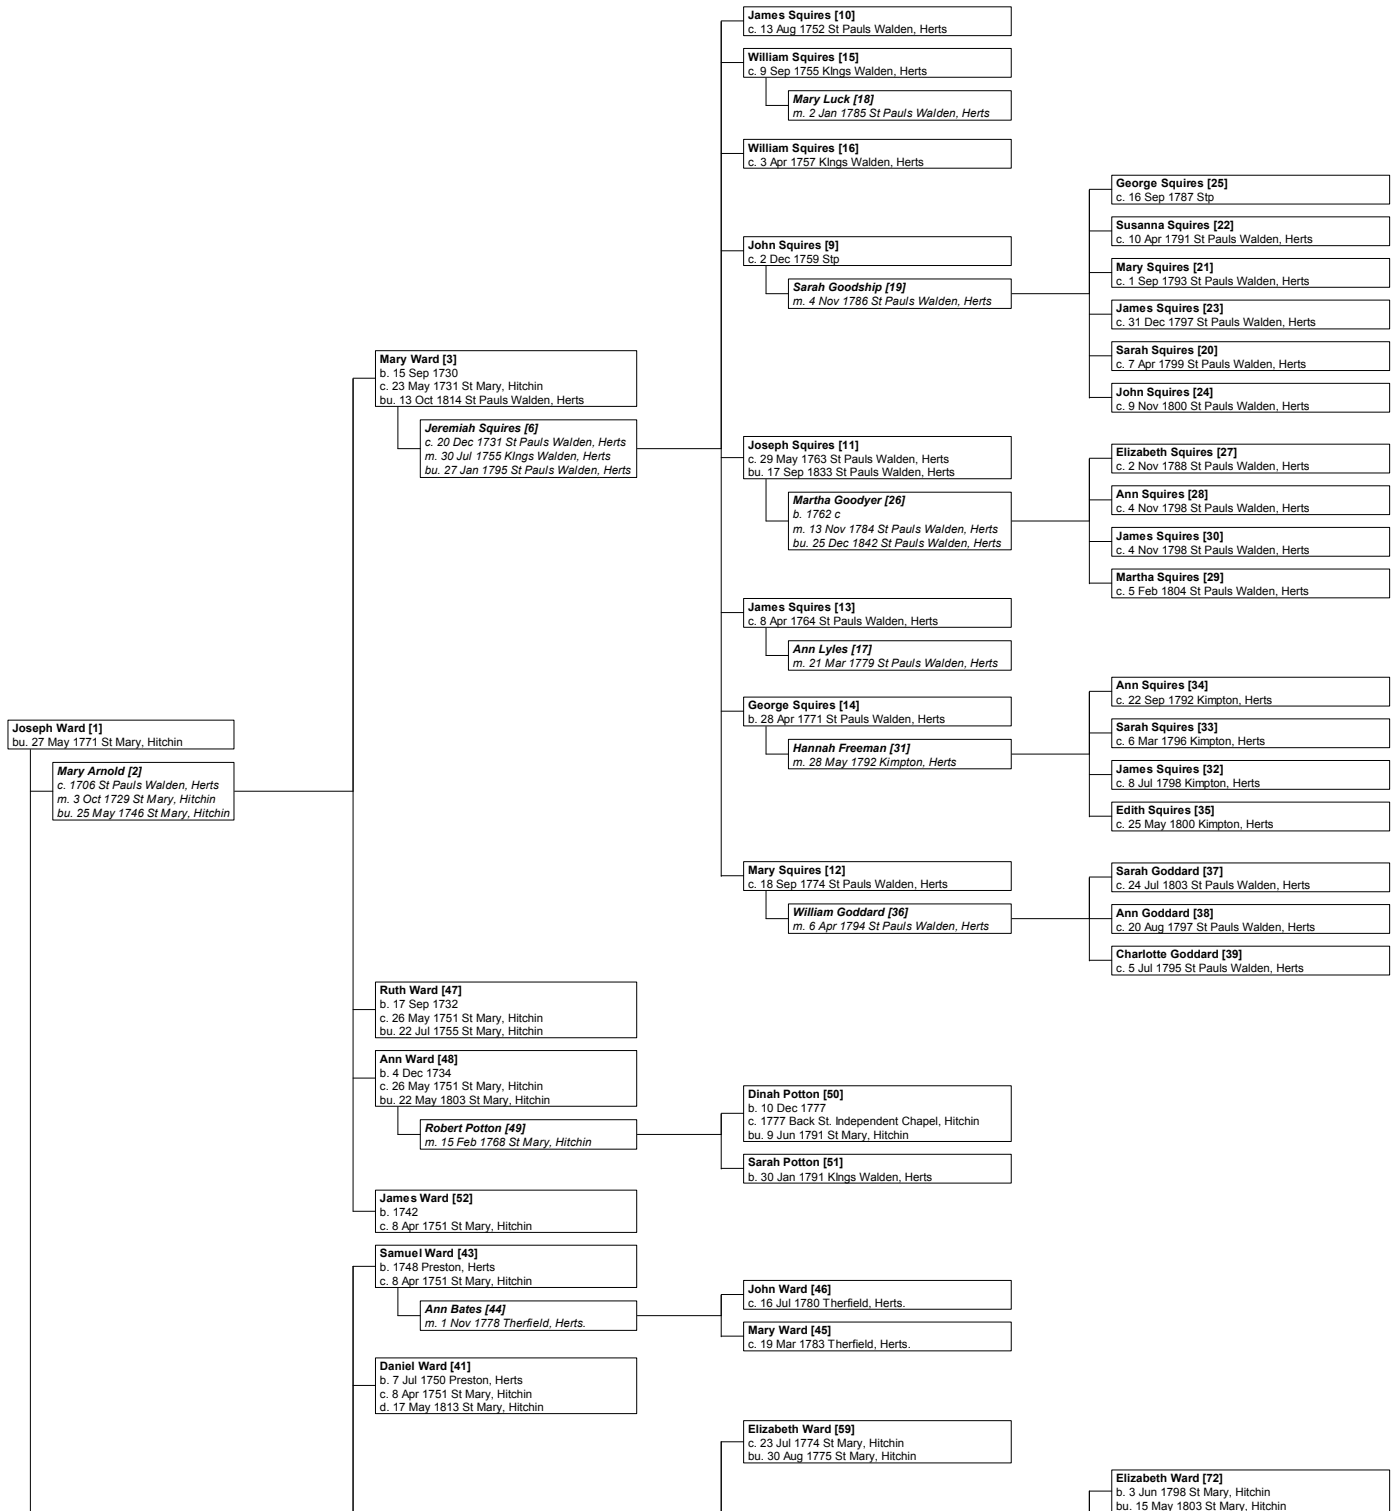 James Squires [10]
c. 13 Aug 1752 St Pauls Walden, Herts
William Squires [15]
c. 9 Sep 1755 KIngs Walden, Herts
Mary Luck [18]
m. 2 Jan 1785 St Pauls Walden, Herts
William Squires [16]
c. 3 Apr 1757 KIngs Walden, Herts
John Squires [9]
c. 2 Dec 1759 Stp
Sarah Goodship [19]
m. 4 Nov 1786 St Pauls Walden, Herts
George Squires [25]
c. 16 Sep 1787 Stp
Susanna Squires [22]
c. 10 Apr 1791 St Pauls Walden, Herts
Mary Squires [21]
c. 1 Sep 1793 St Pauls Walden, Herts
James Squires [23]
c. 31 Dec 1797 St Pauls Walden, Herts
Sarah Squires [20]
c. 7 Apr 1799 St Pauls Walden, Herts
John Squires [24]
c. 9 Nov 1800 St Pauls Walden, Herts
Mary Ward [3]
b. 15 Sep 1730
c. 23 May 1731 St Mary, Hitchin
bu. 13 Oct 1814 St Pauls Walden, Herts
Jeremiah Squires [6]
c. 20 Dec 1731 St Pauls Walden, Herts
m. 30 Jul 1755 KIngs Walden, Herts
bu. 27 Jan 1795 St Pauls Walden, Herts
Joseph Squires [11]
c. 29 May 1763 St Pauls Walden, Herts
bu. 17 Sep 1833 St Pauls Walden, Herts
Martha Goodyer [26]
b. 1762 c
m. 13 Nov 1784 St Pauls Walden, Herts
bu. 25 Dec 1842 St Pauls Walden, Herts
Elizabeth Squires [27]
c. 2 Nov 1788 St Pauls Walden, Herts
Ann Squires [28]
c. 4 Nov 1798 St Pauls Walden, Herts
James Squires [30]
c. 4 Nov 1798 St Pauls Walden, Herts
Martha Squires [29]
c. 5 Feb 1804 St Pauls Walden, Herts
James Squires [13]
c. 8 Apr 1764 St Pauls Walden, Herts
Ann Lyles [17]
m. 21 Mar 1779 St Pauls Walden, Herts
George Squires [14]
b. 28 Apr 1771 St Pauls Walden, Herts
Hannah Freeman [31]
m. 28 May 1792 Kimpton, Herts
Ann Squires [34]
c. 22 Sep 1792 Kimpton, Herts
Sarah Squires [33]
c. 6 Mar 1796 Kimpton, Herts
James Squires [32]
c. 8 Jul 1798 Kimpton, Herts
Edith Squires [35]
c. 25 May 1800 Kimpton, Herts
Joseph Ward [1]
bu. 27 May 1771 St Mary, Hitchin
Mary Arnold [2]
c. 1706 St Pauls Walden, Herts
m. 3 Oct 1729 St Mary, Hitchin
bu. 25 May 1746 St Mary, Hitchin
Mary Squires [12]
c. 18 Sep 1774 St Pauls Walden, Herts
William Goddard [36]
m. 6 Apr 1794 St Pauls Walden, Herts
Sarah Goddard [37]
c. 24 Jul 1803 St Pauls Walden, Herts
Ann Goddard [38]
c. 20 Aug 1797 St Pauls Walden, Herts
Charlotte Goddard [39]
c. 5 Jul 1795 St Pauls Walden, Herts
Ruth Ward [47]
b. 17 Sep 1732
c. 26 May 1751 St Mary, Hitchin
bu. 22 Jul 1755 St Mary, Hitchin
Ann Ward [48]
b. 4 Dec 1734
c. 26 May 1751 St Mary, Hitchin
bu. 22 May 1803 St Mary, Hitchin
Robert Potton [49]
m. 15 Feb 1768 St Mary, Hitchin
Dinah Potton [50]
b. 10 Dec 1777
c. 1777 Back St. Independent Chapel, Hitchin
bu. 9 Jun 1791 St Mary, Hitchin
Sarah Potton [51]
b. 30 Jan 1791 KIngs Walden, Herts
James Ward [52]
b. 1742
c. 8 Apr 1751 St Mary, Hitchin
Samuel Ward [43]
b. 1748 Preston, Herts
c. 8 Apr 1751 St Mary, Hitchin
Ann Bates [44]
m. 1 Nov 1778 Therfield, Herts.
John Ward [46]
c. 16 Jul 1780 Therfield, Herts.
Mary Ward [45]
c. 19 Mar 1783 Therfield, Herts.
Daniel Ward [41]
b. 7 Jul 1750 Preston, Herts
c. 8 Apr 1751 St Mary, Hitchin
d. 17 May 1813 St Mary, Hitchin
Elizabeth Ward [59]
c. 23 Jul 1774 St Mary, Hitchin
bu. 30 Aug 1775 St Mary, Hitchin
Elizabeth Ward [72]
b. 3 Jun 1798 St Mary, Hitchin
bu. 15 May 1803 St Mary, Hitchin